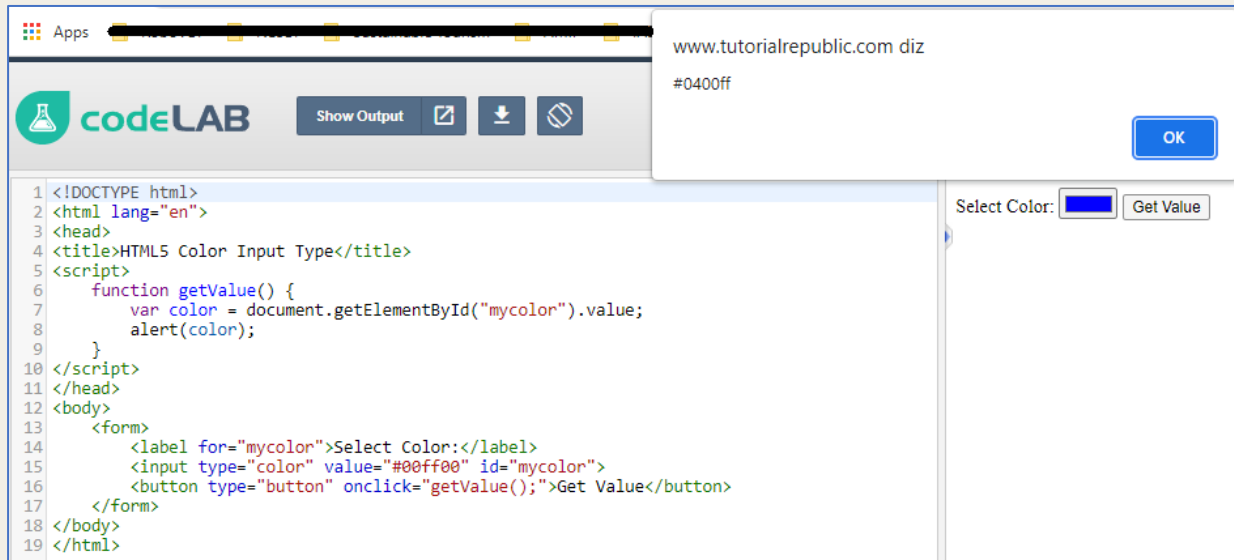 Apps
www.tutorialrepublic.com diz
#0400ff
OK
codeLAB
Show Output
1 <!DOCTYPE html>
2 <html lang="en">
3 <head>
4 <title>HTML5 Color Input Type</title>
5 <script>
6     function getValue() {
7         var color = document.getElementById("mycolor").value;
8         alert(color);
9     }
10 </script>
11 </head>
12 <body>
13     <form>
14         <label for="mycolor">Select Color:</label>
15         <input type="color" value="#00ff00" id="mycolor">
16         <button type="button" onclick="getValue();">Get Value</button>
17     </form>
18 </body>
19 </html>
Select Color: Get Value